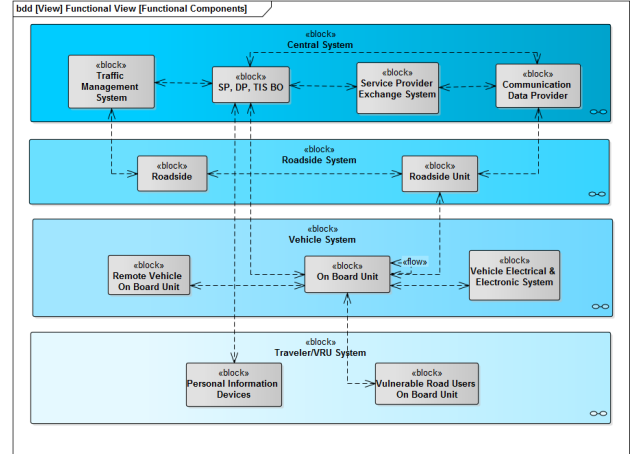 bdd [View] Functional View [Functional Components]
«block»
Central System
«block»
Traffic
Management
System
«block»
SP, DP, TIS BO
«block»
Service Provider
Exchange System
«block»
Communication
Data Provider
«block»
Roadside System
«block»
Roadside
«block»
Roadside Unit
«block»
Vehicle System
«block»
Remote Vehicle
On Board Unit
«block»
On Board Unit
«flow»
«block»
Vehicle Electrical &
Electronic System
«block»
Traveler/VRU System
«block»
Personal Information
Devices
«block»
Vulnerable Road Users
On Board Unit